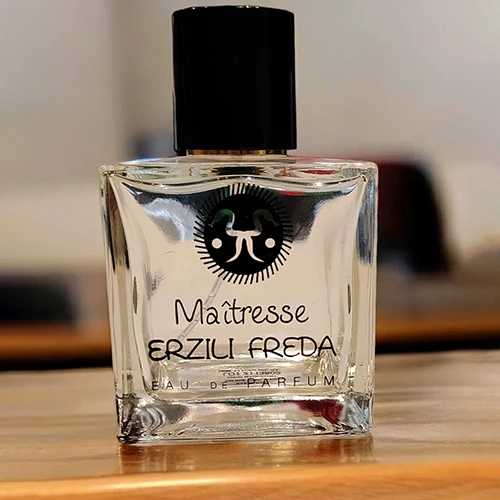 Maîtresse
ERZILI FREDA
EAU DE PARFUM